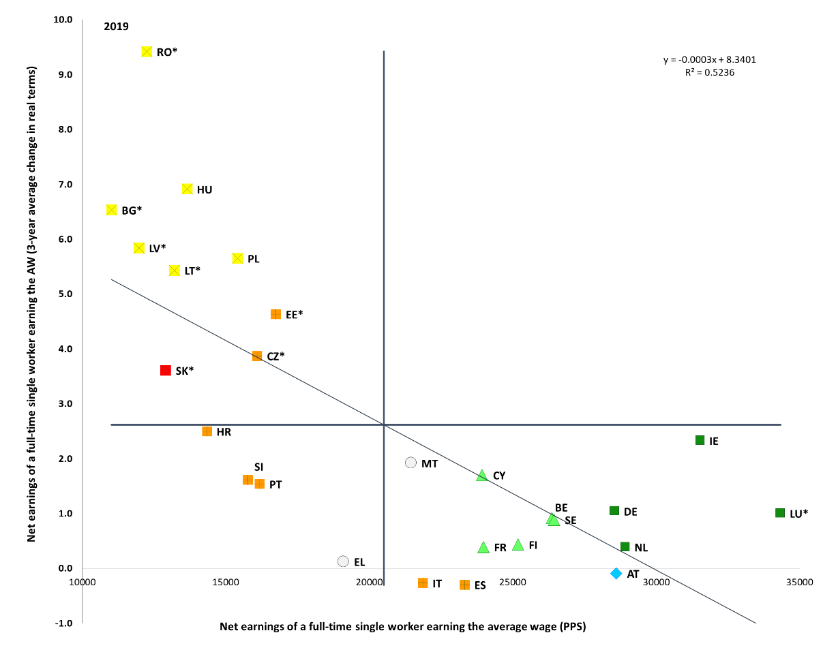 10.0
2019
RO*
y = -0.0003x + 8.3401
R² = 0.5236
9.0
8.0
7.0
HU
BG*
6.0
LV*
PL
LT*
5.0
EE*
4.0
CZ*
SK*
3.0
HR
IE
2.0
MT
SI
CY
PT
1.0
BE
SE
DE
LU*
FR
FI
NL
EL
0.0
AT
IT
ES
10000 15000 20000 25000 30000 35000
-1.0
Net earnings of a full-time single worker earning the average wage (PPS)
Net earnings of a full-time single worker earning the AW (3-year average change in real terms)